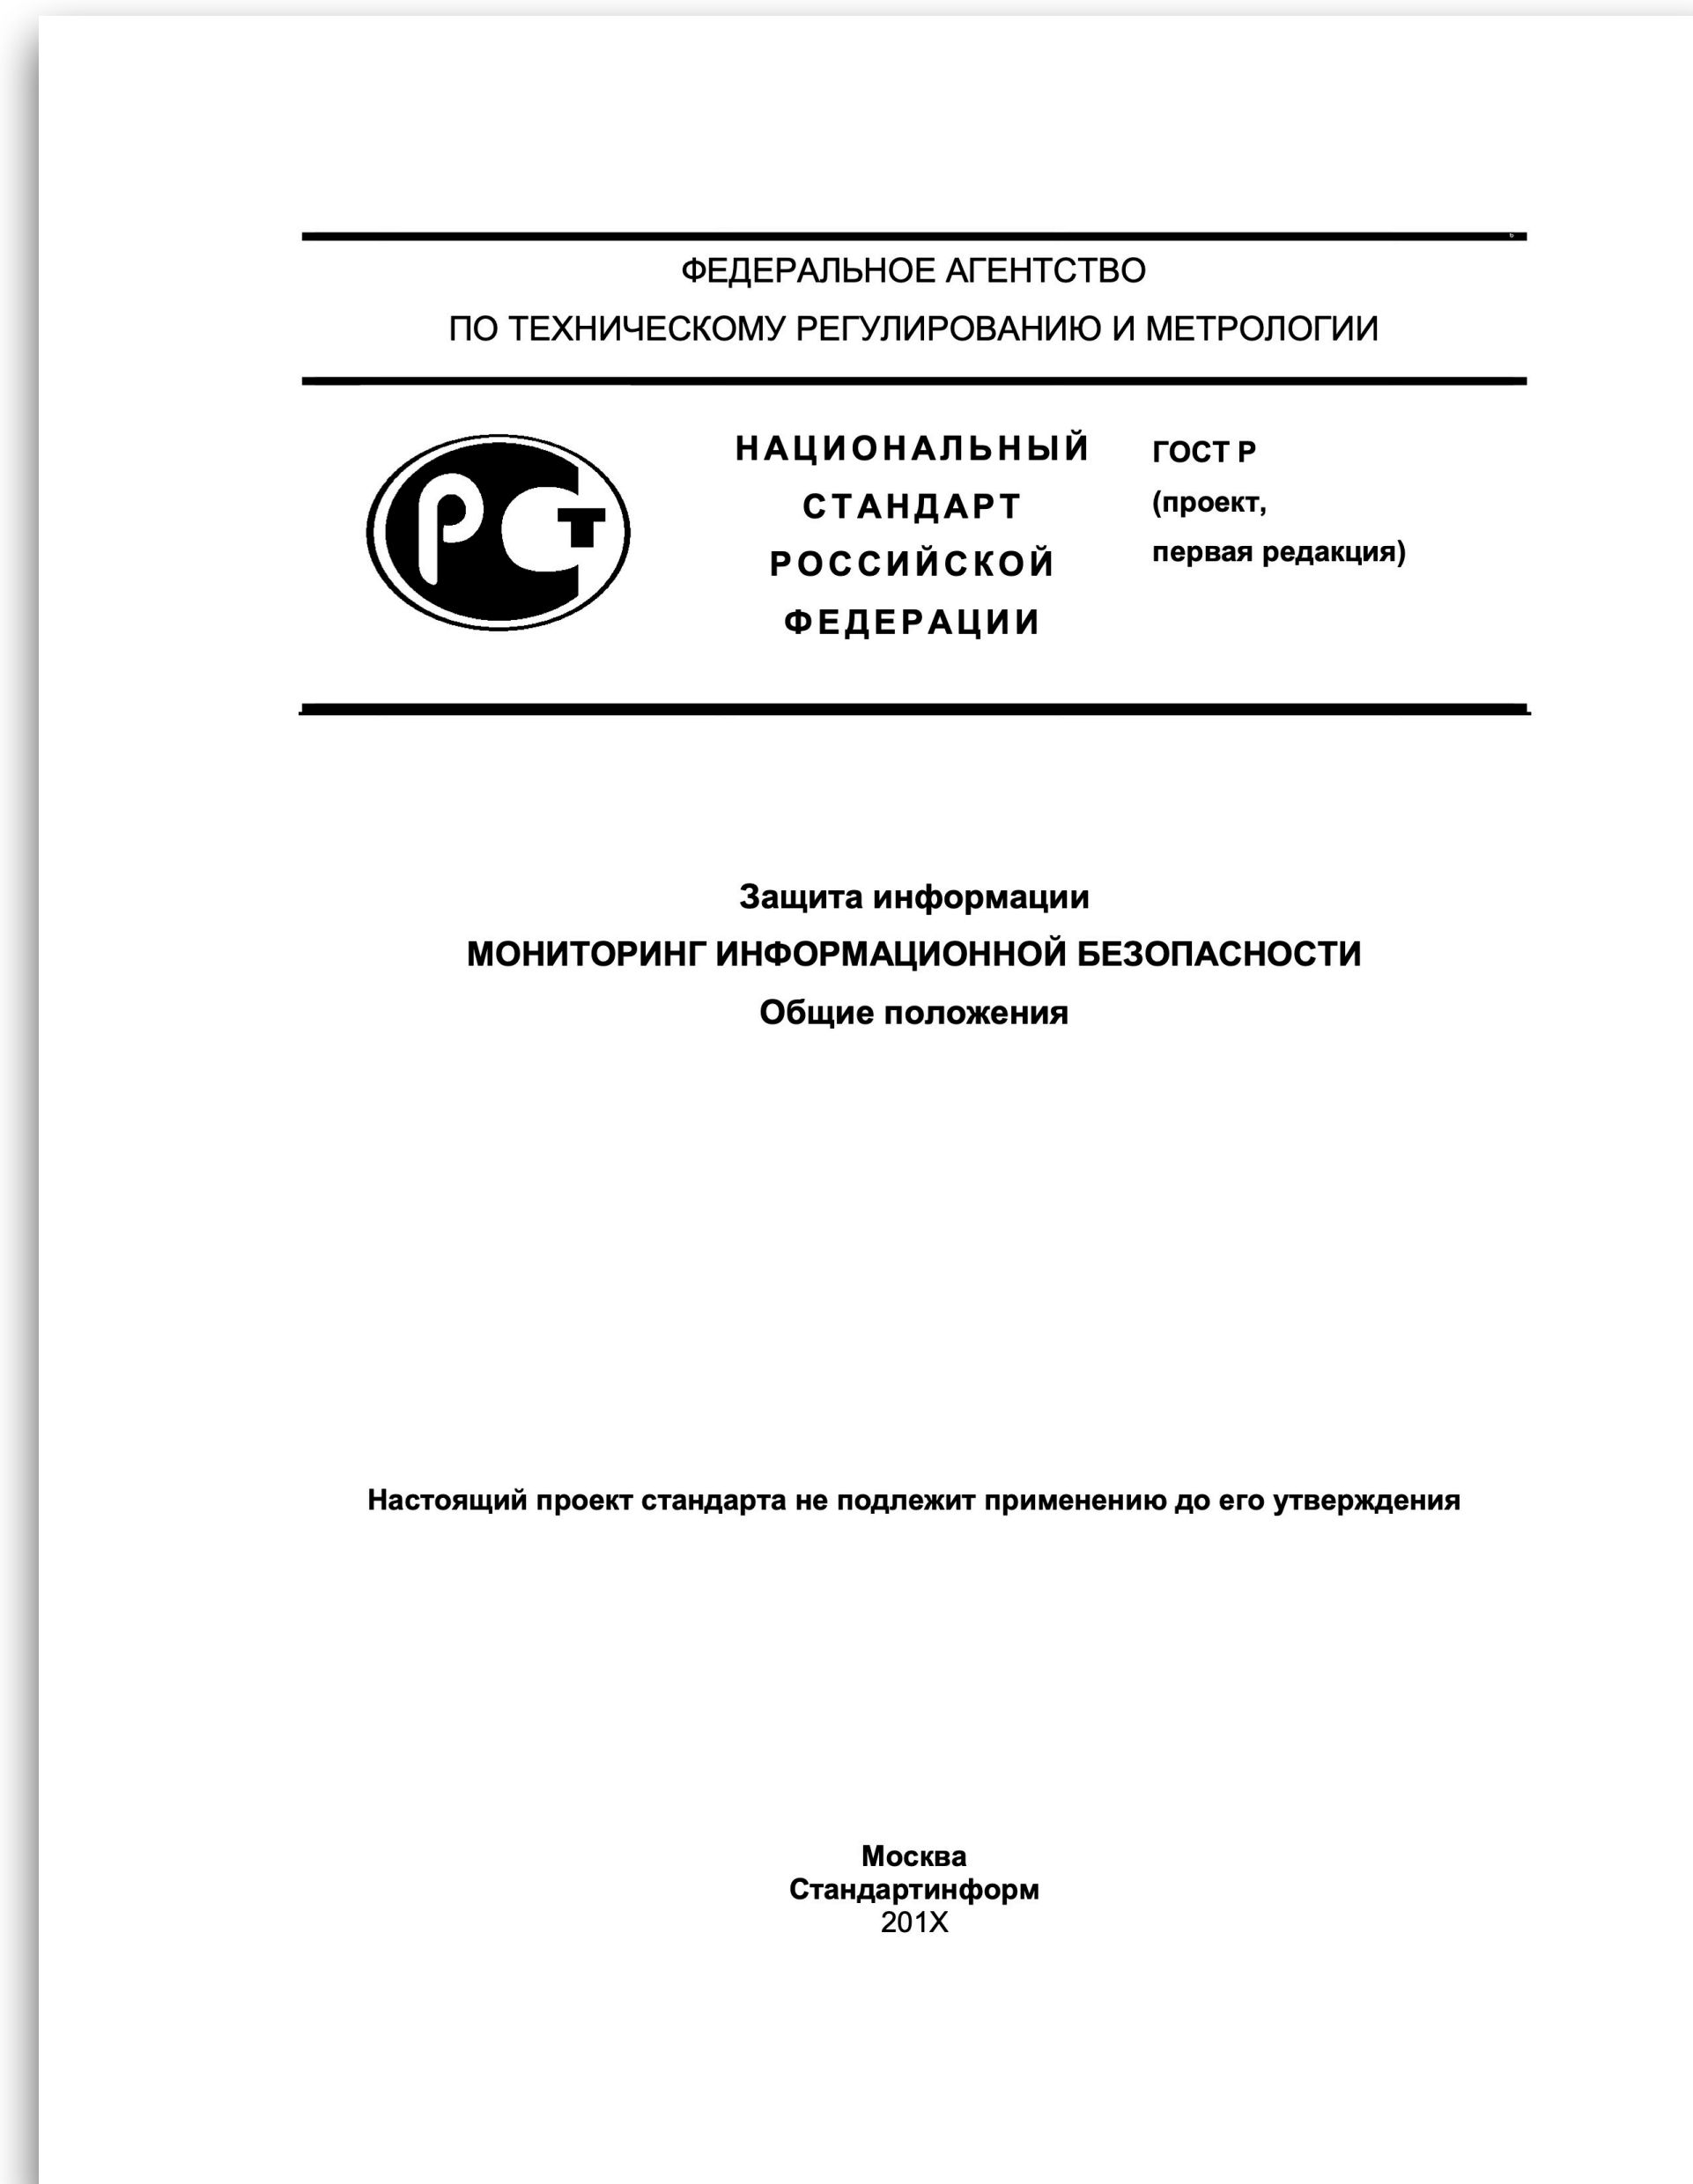 ФЕДЕРАЛЬНОЕ АГЕНТСТВО
ПО ТЕХНИЧЕСКОМУ РЕГУЛИРОВАНИЮ И МЕТРОЛОГИИ
РСТ
НАЦИОНАЛЬНЫЙ
СТАНДАРТ
РОССИЙСКОЙ
ФЕДЕРАЦИИ
ГОСТ Р
(проект,
первая редакция)
Защита информации
МОНИТОРИНГ ИНФОРМАЦИОННОЙ БЕЗОПАСНОСТИ
Общие положения
Настоящий проект стандарта не подлежит применению до его утверждения
Москва
Стандартинформ
201X